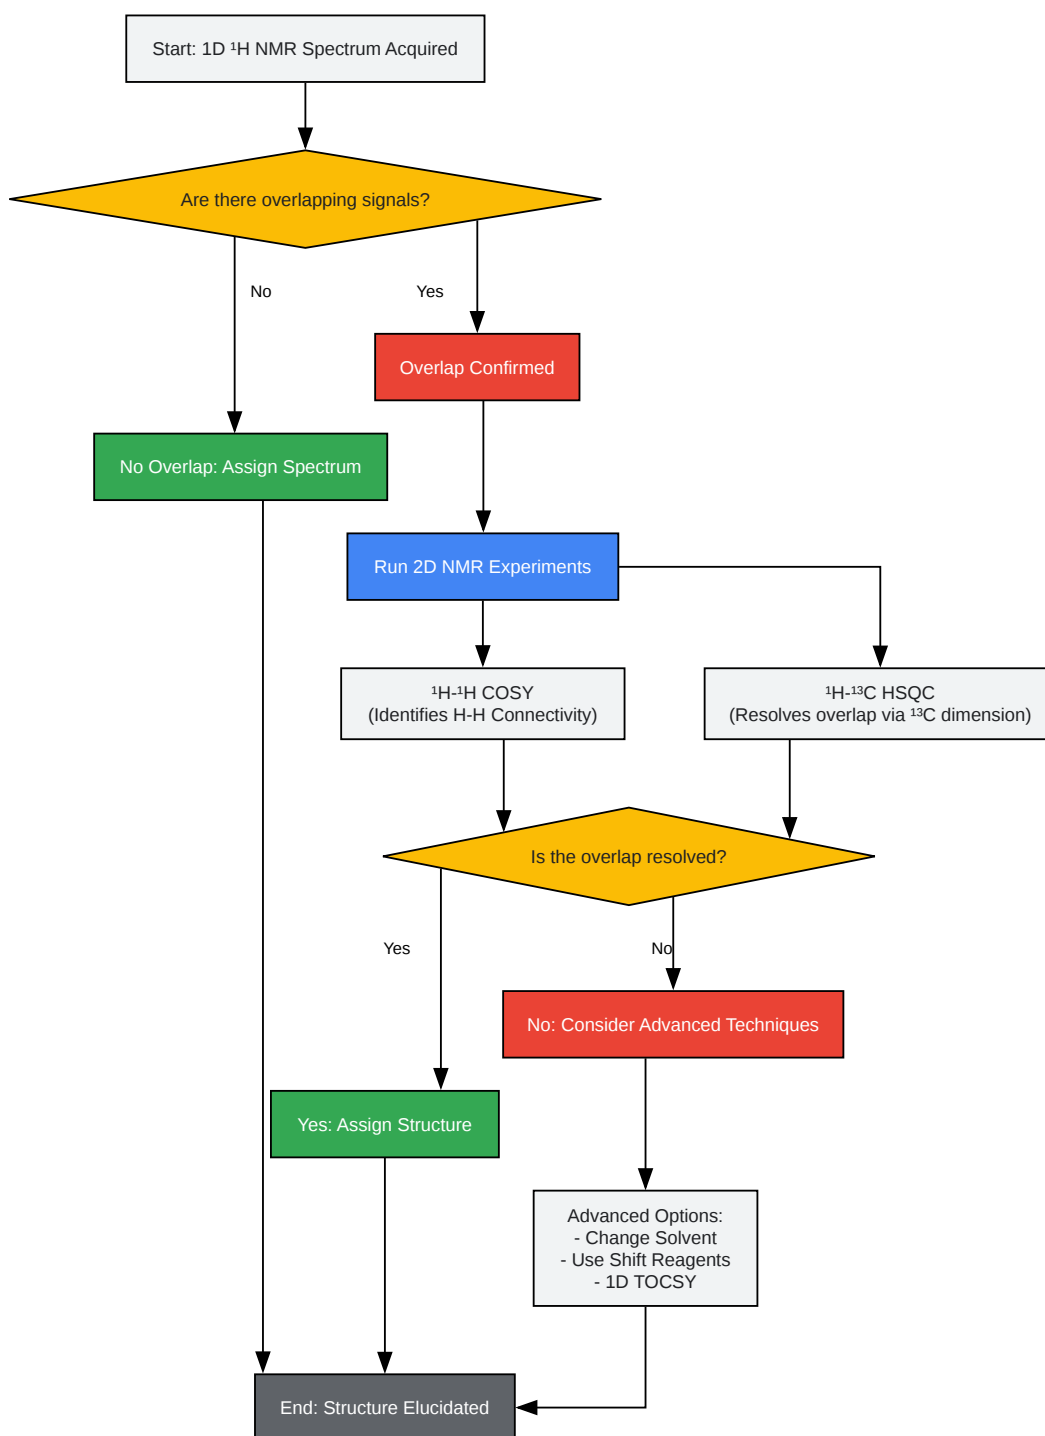 Start: 1D ¹H NMR Spectrum Acquired
Are there overlapping signals?
No
Yes
Overlap Confirmed
No Overlap: Assign Spectrum
Run 2D NMR Experiments
¹H-¹H COSY
(Identifies H-H Connectivity)
¹H-¹³C HSQC
(Resolves overlap via ¹³C dimension)
Is the overlap resolved?
Yes
No
No: Consider Advanced Techniques
Yes: Assign Structure
Advanced Options:
- Change Solvent
- Use Shift Reagents
- 1D TOCSY
End: Structure Elucidated